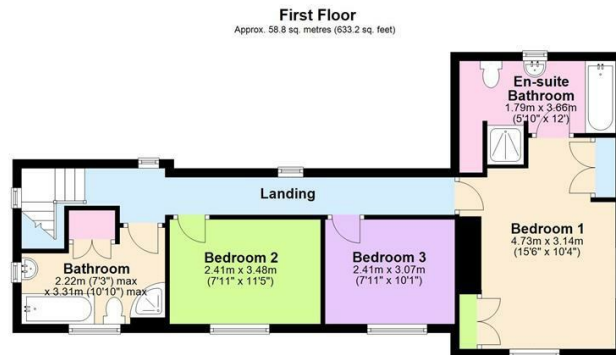 First Floor
Approx. 58.8 sq. metres (633.2 sq. feet)
En-suite
Bathroom
1.79m x 3.66m
(5'10" x 12')
Landing
Bedroom 1
4.73m x 3.14m
(15'6" x 10'4")
Bedroom 2
2.41m x 3.48m
(7'11" x 11'5")
Bedroom 3
2.41m x 3.07m
(7'11" x 10'1")
Bathroom
2.22m (7'3") max
x 3.31m (10'10") max